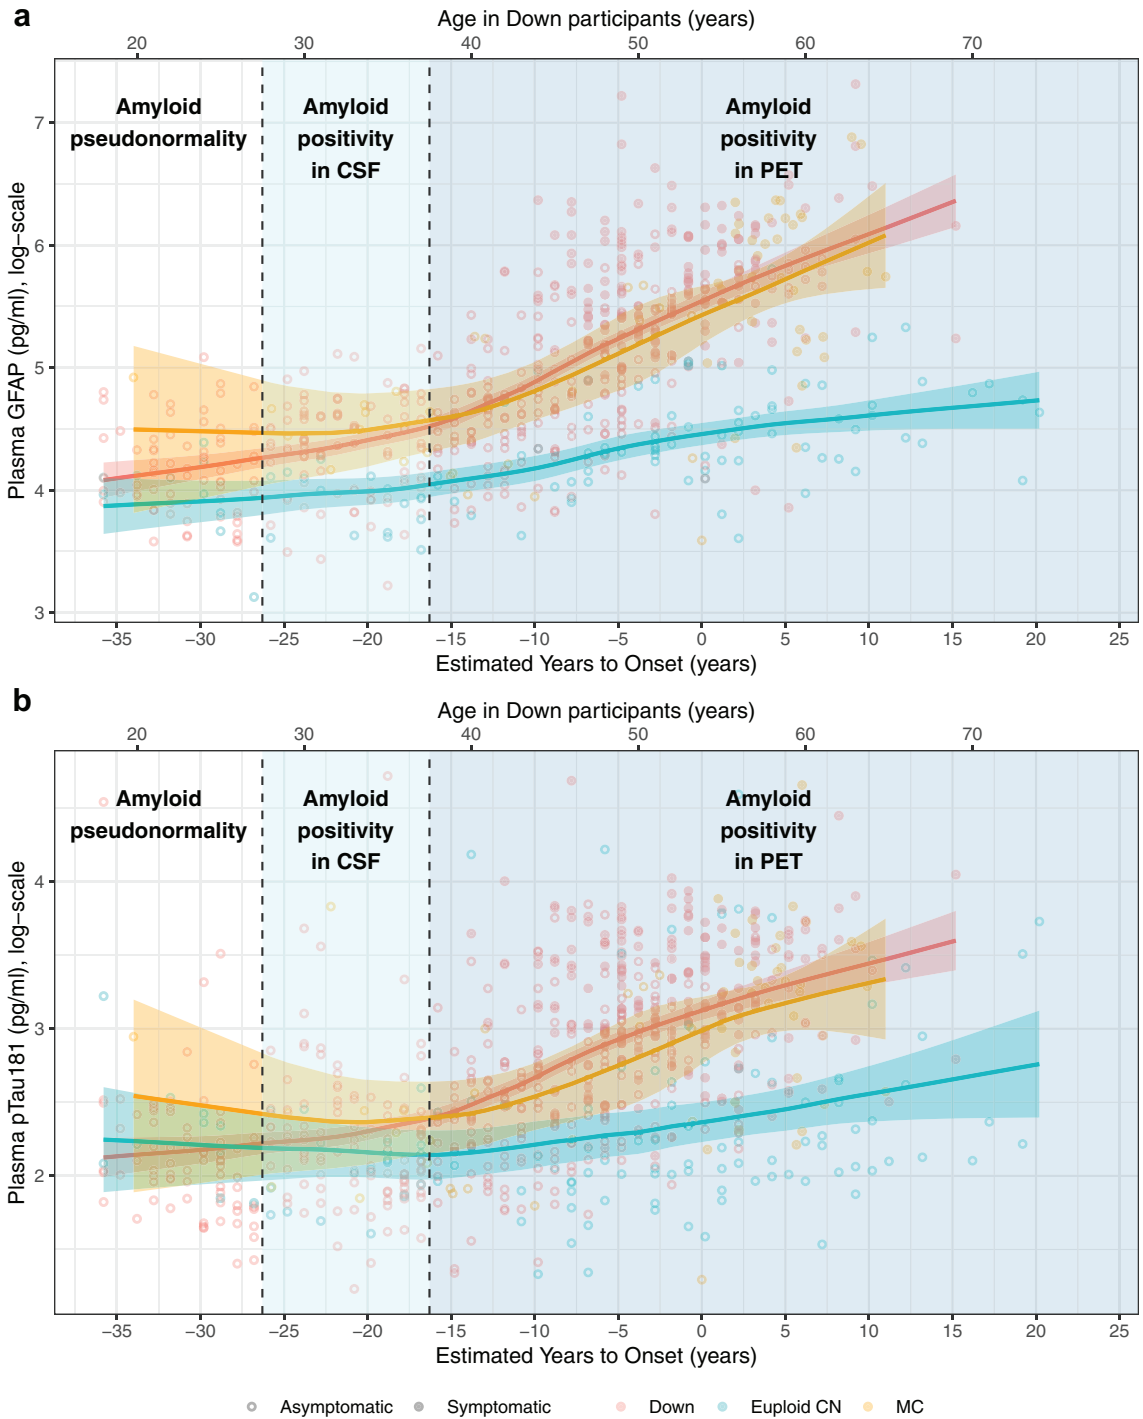 a
Age in Down participants (years)
20 30 40 50 60 70
Amyloid
pseudonormality
Amyloid
positivity
in CSF
Amyloid
positivity
in PET
Plasma GFAP (pg/ml), log−scale
7
6
5
4
3
−35 −30 −25 −20 −15 −10 −5 0 5 10 15 20 25
Estimated Years to Onset (years)
b
Age in Down participants (years)
20 30 40 50 60 70
Amyloid
pseudonormality
Amyloid
positivity
in CSF
Amyloid
positivity
in PET
Plasma pTau181 (pg/ml), log−scale
4
3
2
−35 −30 −25 −20 −15 −10 −5 0 5 10 15 20 25
Estimated Years to Onset (years)
Asymptomatic Symptomatic Down Euploid CN MC